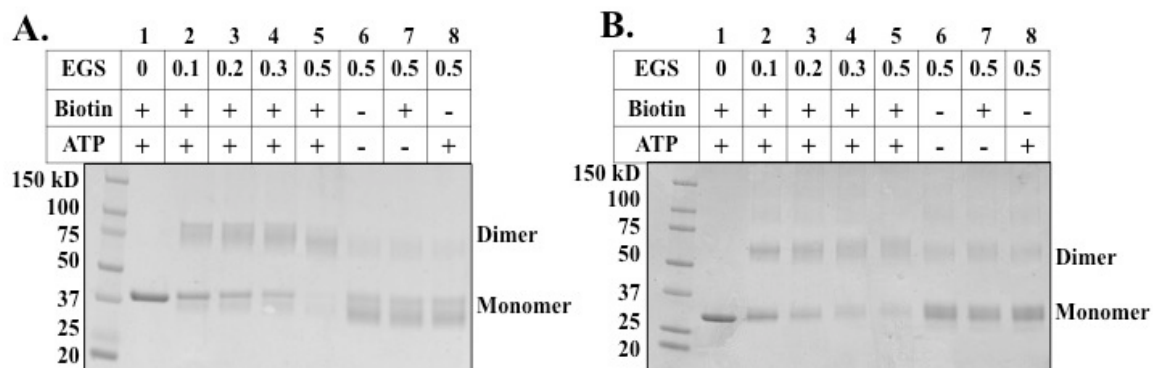 A.
1 2 3 4 5 6 7 8
EGS 0 0.1 0.2 0.3 0.5 0.5 0.5 0.5
Biotin + + + + + - + -
ATP + + + + + - - +
150 kD
100
75
50
37
25
20
Dimer
Monomer
B.
1 2 3 4 5 6 7 8
EGS 0 0.1 0.2 0.3 0.5 0.5 0.5 0.5
Biotin + + + + + - + -
ATP + + + + + - - +
150 kD
100
75
50
37
25
20
Dimer
Monomer